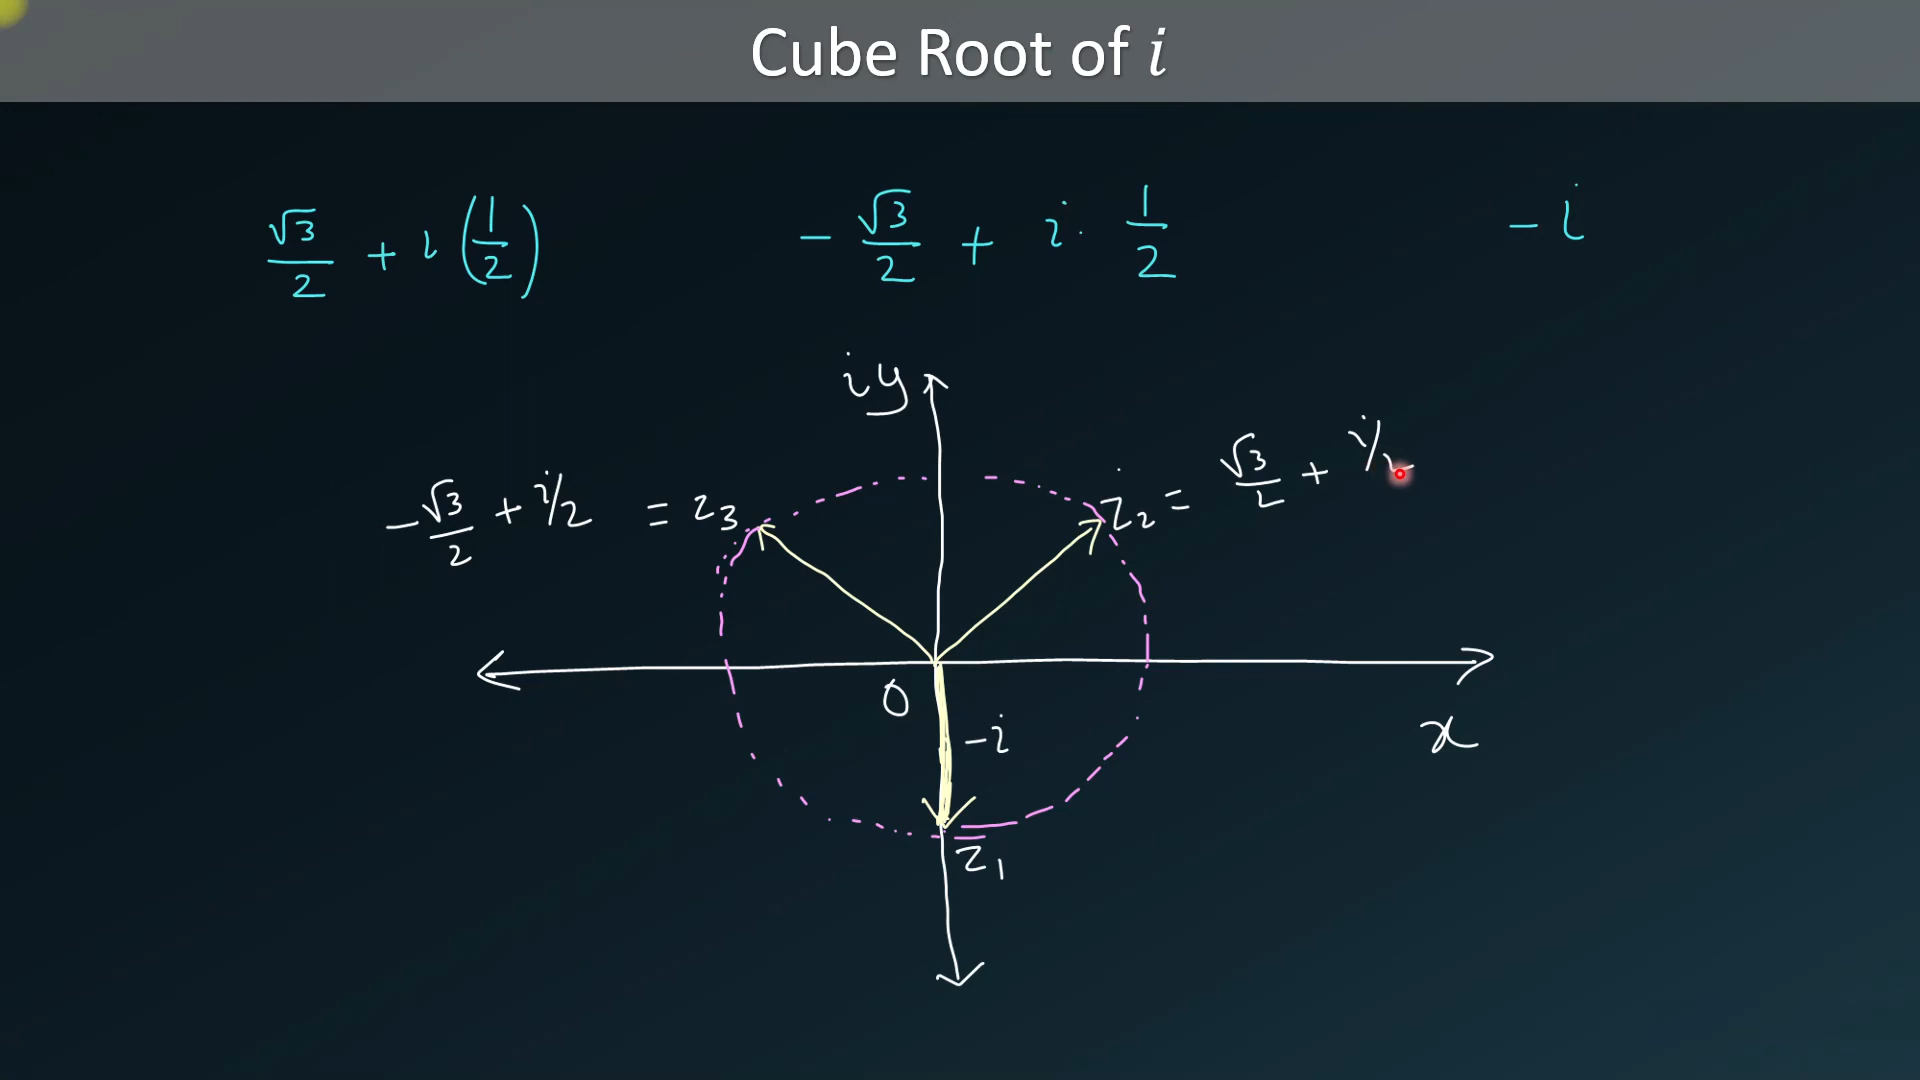 Cube Root of i
√3/2 + i (1/2)
- √3/2 + i · 1/2
- i
iy
-√3/2 + i/2 = z3
z2 = √3/2 + i/2
0
-i
x
z1